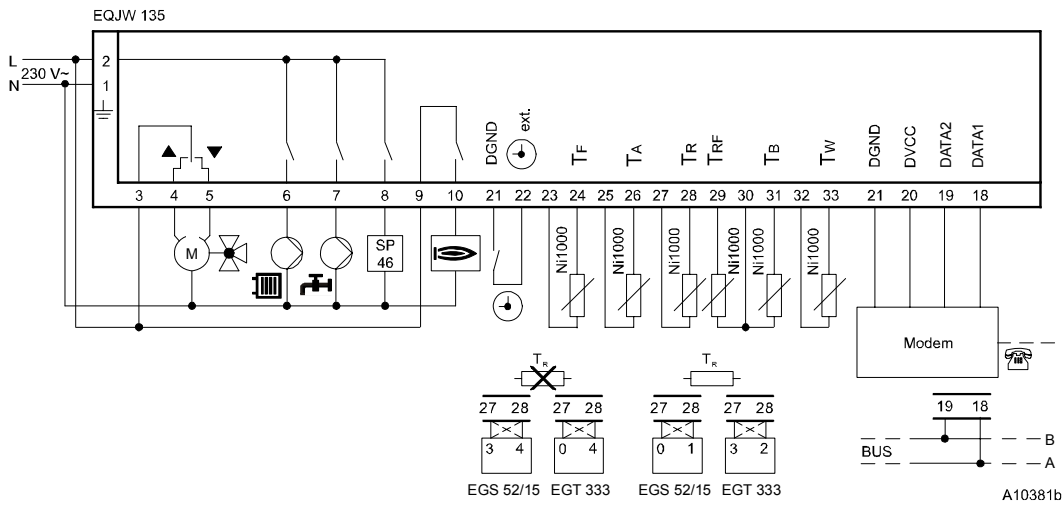 EQJW 135
L
230 V~
N
2
1
ext.
DGND
TF
TA
TR
TRF
TB
TW
DGND
DVCC
DATA2
DATA1
3 4 5 6 7 8 9 10 21 22 23 24 25 26 27 28 29 30 31 32 33 21 20 19 18
M
SP
46
Ni1000
Ni1000
Ni1000
Ni1000
Ni1000
Ni1000
Modem
TR
TR
27 28
27 28
27 28
27 28
3 4
0 4
0 1
3 2
EGS 52/15
EGT 333
EGS 52/15
EGT 333
19 18
BUS
B
A
A10381b